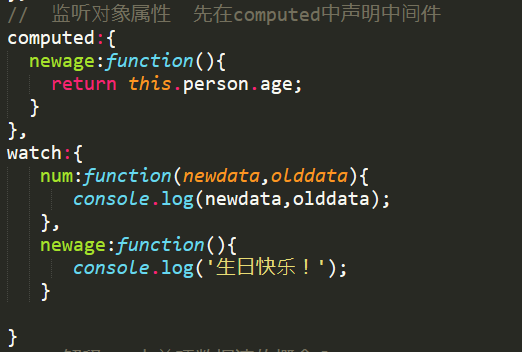 //  监听对象属性  先在computed中声明中间件
computed:{
  newage:function(){
    return this.person.age;
  }
},
watch:{
   num:function(newdata,olddata){
      console.log(newdata,olddata);
   },
   newage:function(){
      console.log('生日快乐！');
   }

}